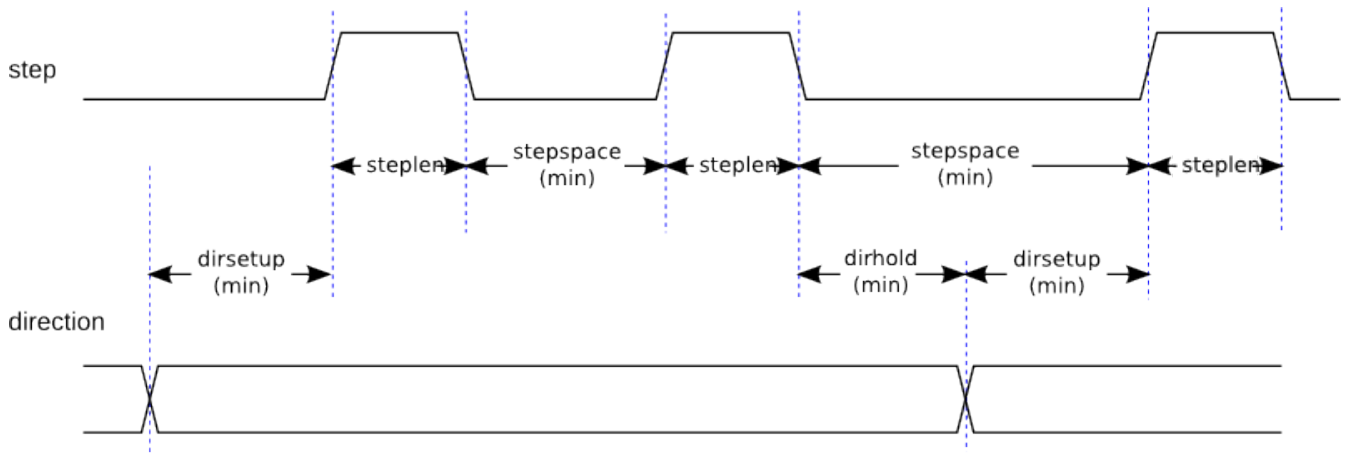 step
steplen
stepspace
(min)
steplen
stepspace
(min)
steplen
dirsetup
(min)
dirhold
(min)
dirsetup
(min)
direction